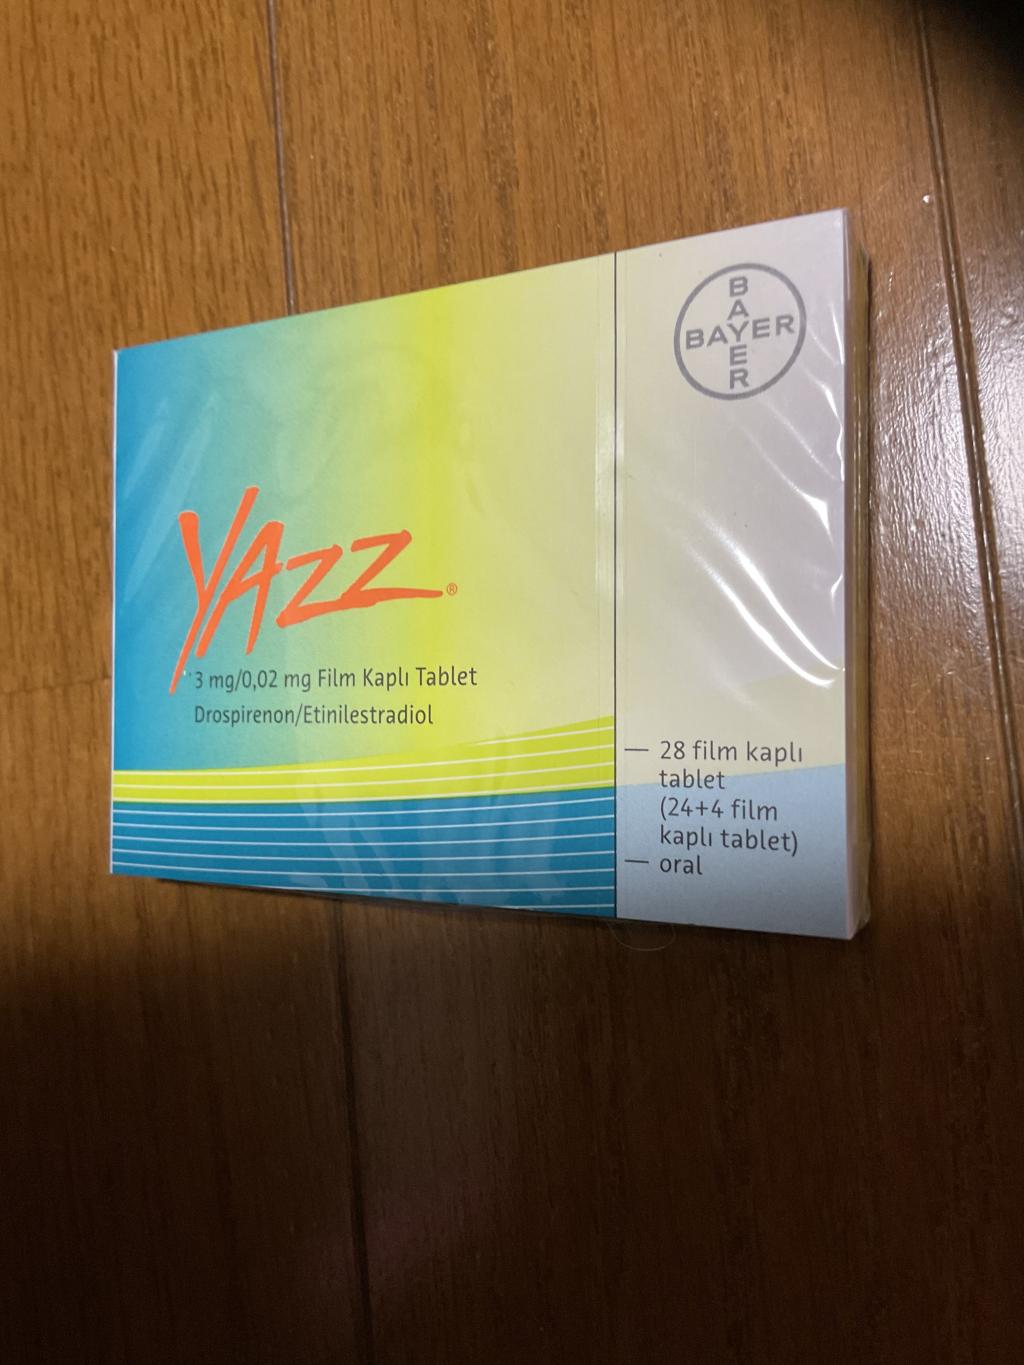 BAYER
BAYER
YAZZ®
3 mg/0,02 mg Film Kaplı Tablet
Drospirenon/Etinilestradiol
28 film kaplı
tablet
(24+4 film
kaplı tablet)
oral